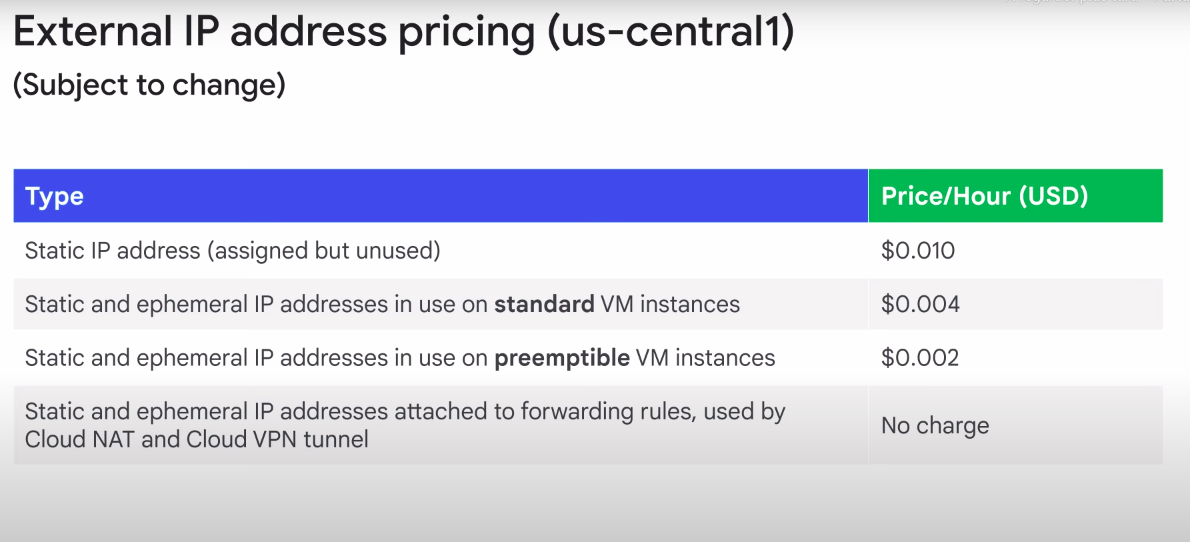 External IP address pricing (us-central1)
(Subject to change)
Type
Price/Hour (USD)
Static IP address (assigned but unused)
$0.010
Static and ephemeral IP addresses in use on standard VM instances
$0.004
Static and ephemeral IP addresses in use on preemptible VM instances
$0.002
Static and ephemeral IP addresses attached to forwarding rules, used by
Cloud NAT and Cloud VPN tunnel
No charge